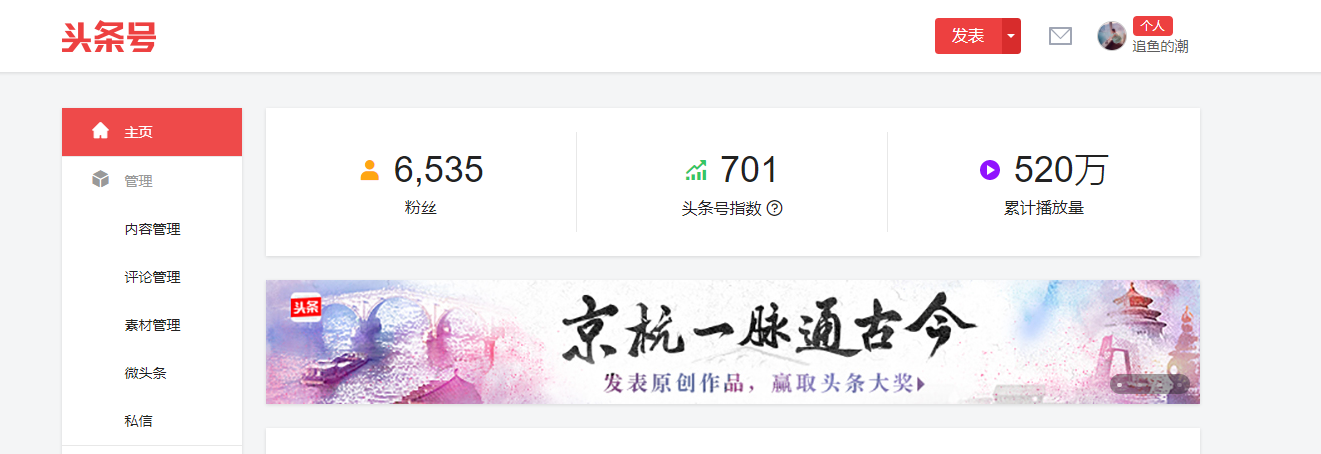 头条号
发表
个人
追鱼的潮
主页
管理
内容管理
评论管理
素材管理
微头条
私信
6,535
粉丝
701
头条号指数 ?
520万
累计播放量
头条
京杭一脉通古今
发表原创作品，赢取头条大奖